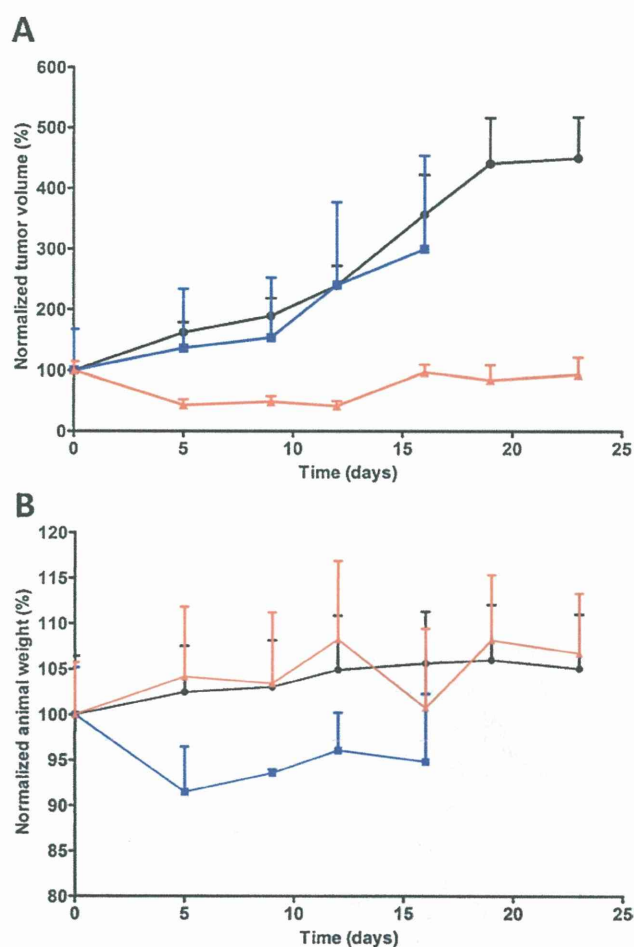 A
600
500
400
300
200
100
0
Normalized tumor volume (%)
0 5 10 15 20 25
Time (days)
B
120
115
110
105
100
95
90
85
80
Normalized animal weight (%)
0 5 10 15 20 25
Time (days)